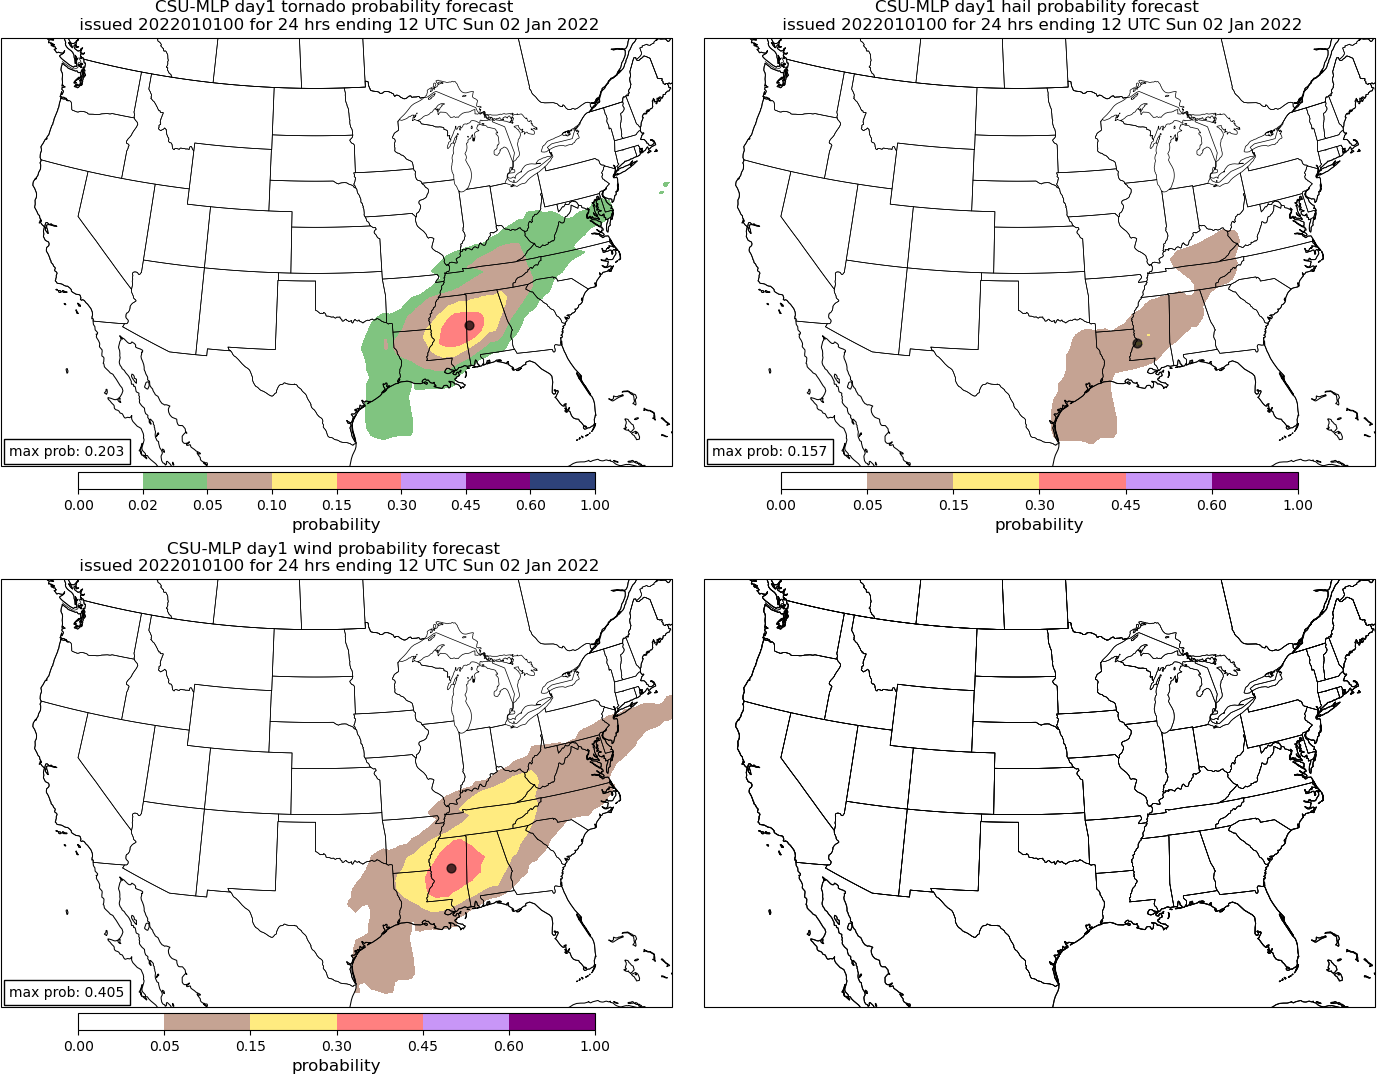 CSU-MLP day1 tornado probability forecast
issued 2022010100 for 24 hrs ending 12 UTC Sun 02 Jan 2022
max prob: 0.203
0.00 0.02 0.05 0.10 0.15 0.30 0.45 0.60 1.00
probability
CSU-MLP day1 hail probability forecast
issued 2022010100 for 24 hrs ending 12 UTC Sun 02 Jan 2022
max prob: 0.157
0.00 0.05 0.15 0.30 0.45 0.60 1.00
probability
CSU-MLP day1 wind probability forecast
issued 2022010100 for 24 hrs ending 12 UTC Sun 02 Jan 2022
max prob: 0.405
0.00 0.05 0.15 0.30 0.45 0.60 1.00
probability